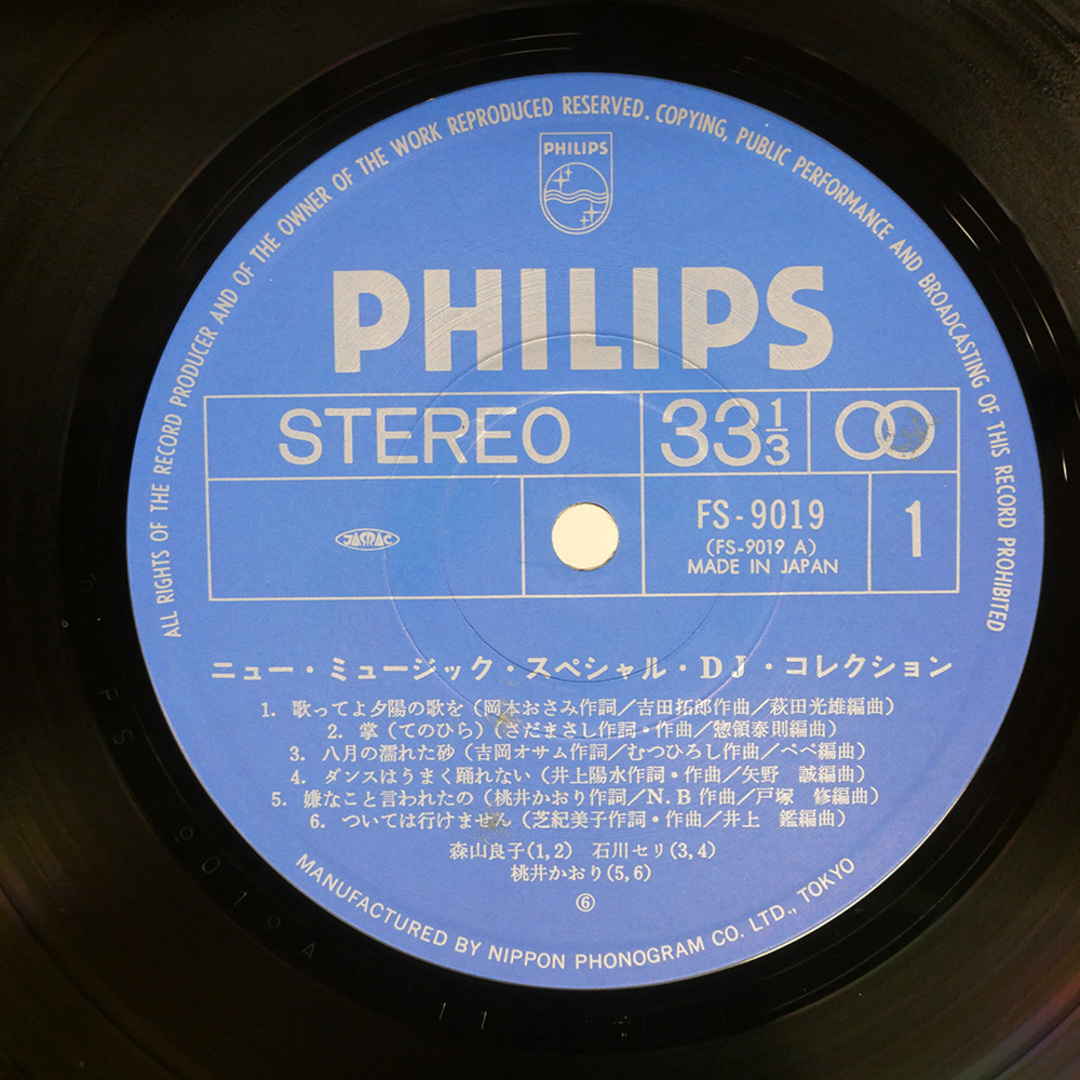 ALL RIGHTS OF THE RECORD PRODUCER AND OF THE OWNER OF THE WORK REPRODUCED RESERVED. COPYING, PUBLIC PERFORMANCE AND BROADCASTING OF THIS RECORD PROHIBITED
PHILIPS
PHILIPS
STEREO
33 1/3
JASRAC
FS-9019
(FS-9019 A)
MADE IN JAPAN
1
ニュー・ミュージック・スペシャル・DJ・コレクション
1. 歌ってよ夕陽の歌を（岡本おさみ作詞／吉田拓郎作曲／萩田光雄編曲）
2. 掌（てのひら）（さだまさし作詞・作曲／惣領泰則編曲）
3. 八月の濡れた砂（吉岡オサム作詞／むつひろし作曲／ペペ編曲）
4. ダンスはうまく踊れない（井上陽水作詞・作曲／矢野 誠編曲）
5. 嫌なこと言われたの（桃井かおり作詞／N.B作曲／戸塚 修編曲）
6. ついては行けません（芝紀美子作詞・作曲／井上 鑑編曲）
森山良子(1,2) 石川セリ(3,4)
桃井かおり(5,6)
⑥
MANUFACTURED BY NIPPON PHONOGRAM CO. LTD., TOKYO
FS 9019A 11